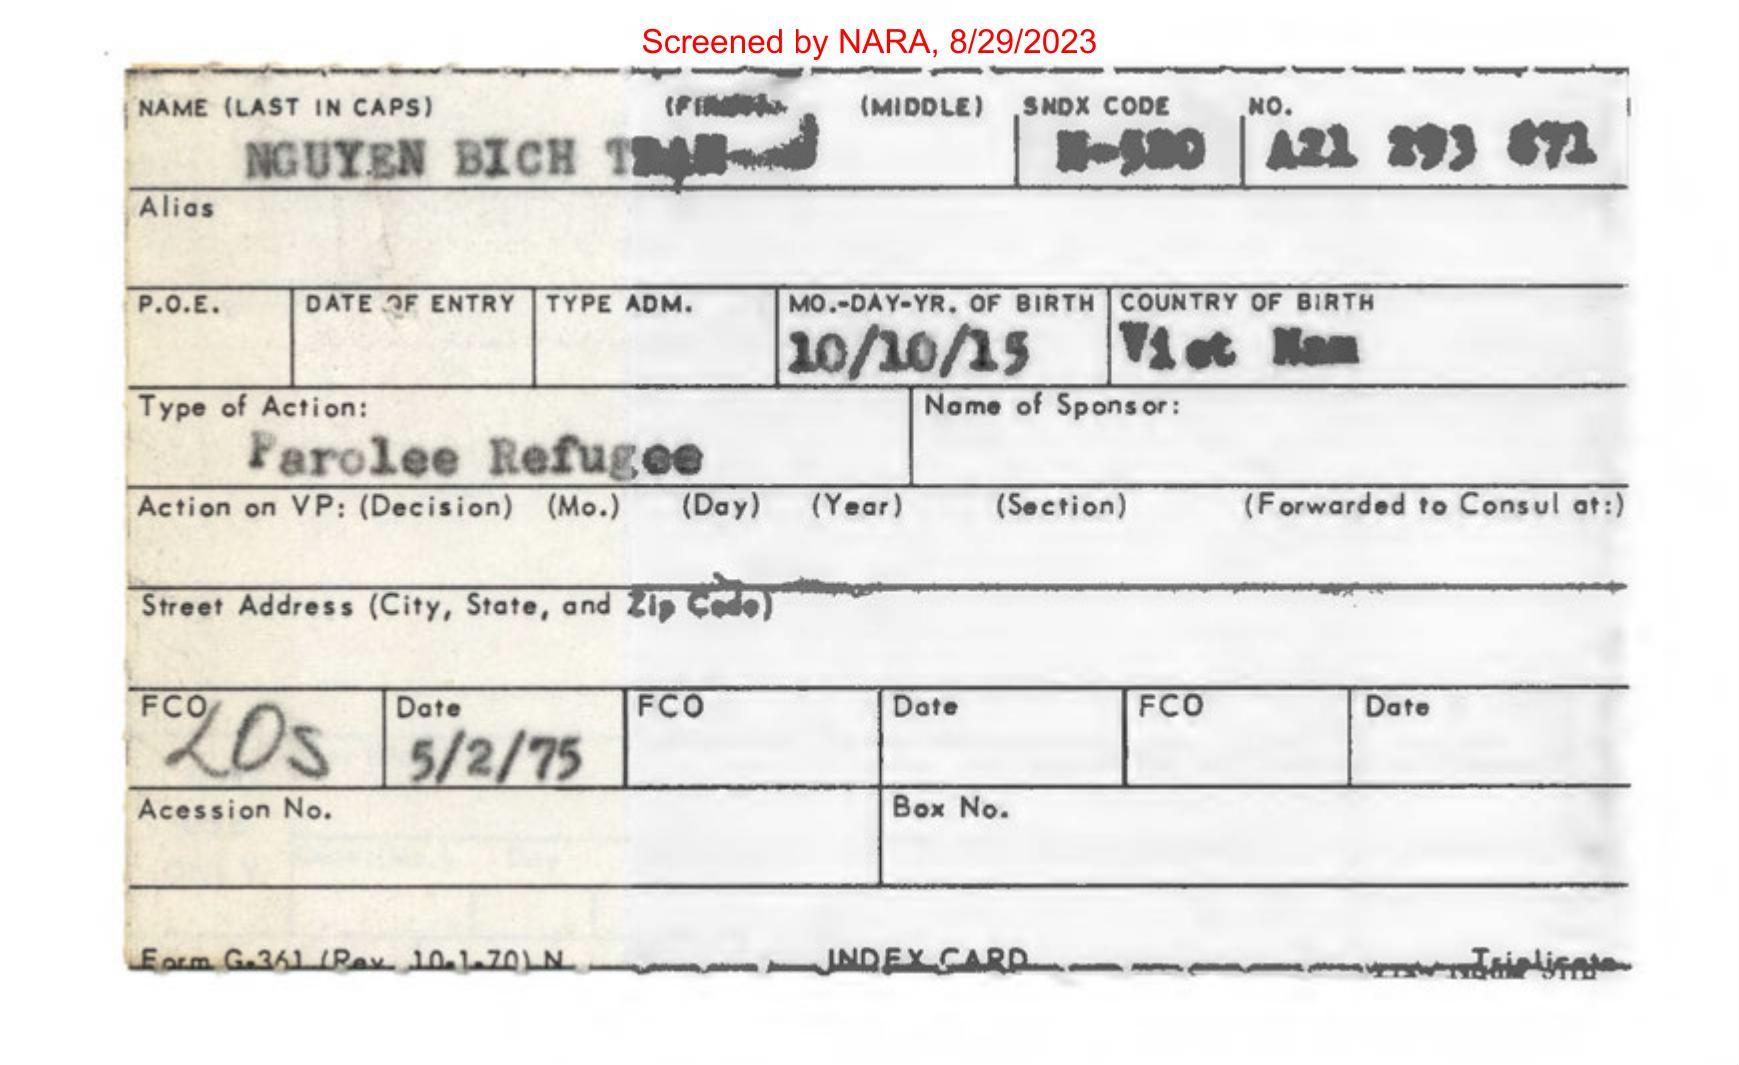 Screened by NARA, 8/29/2023
NAME (LAST IN CAPS) (MIDDLE) SNDX CODE NO.
NGUYEN BICH A21 293 671
Alias
P.O.E. DATE OF ENTRY TYPE ADM. MO.-DAY-YR. OF BIRTH COUNTRY OF BIRTH
10/10/15 Viet Nam
Type of Action: Name of Sponsor:
Parolee Refugee
Action on VP: (Decision) (Mo.) (Day) (Year) (Section) (Forwarded to Consul at:)
Street Address (City, State, and Zip Code)
FCO Date FCO Date FCO Date
LOS 5/2/75
Acession No. Box No.
Form G-361 (Rev. 10-1-70) N INDEX CARD Triplicate